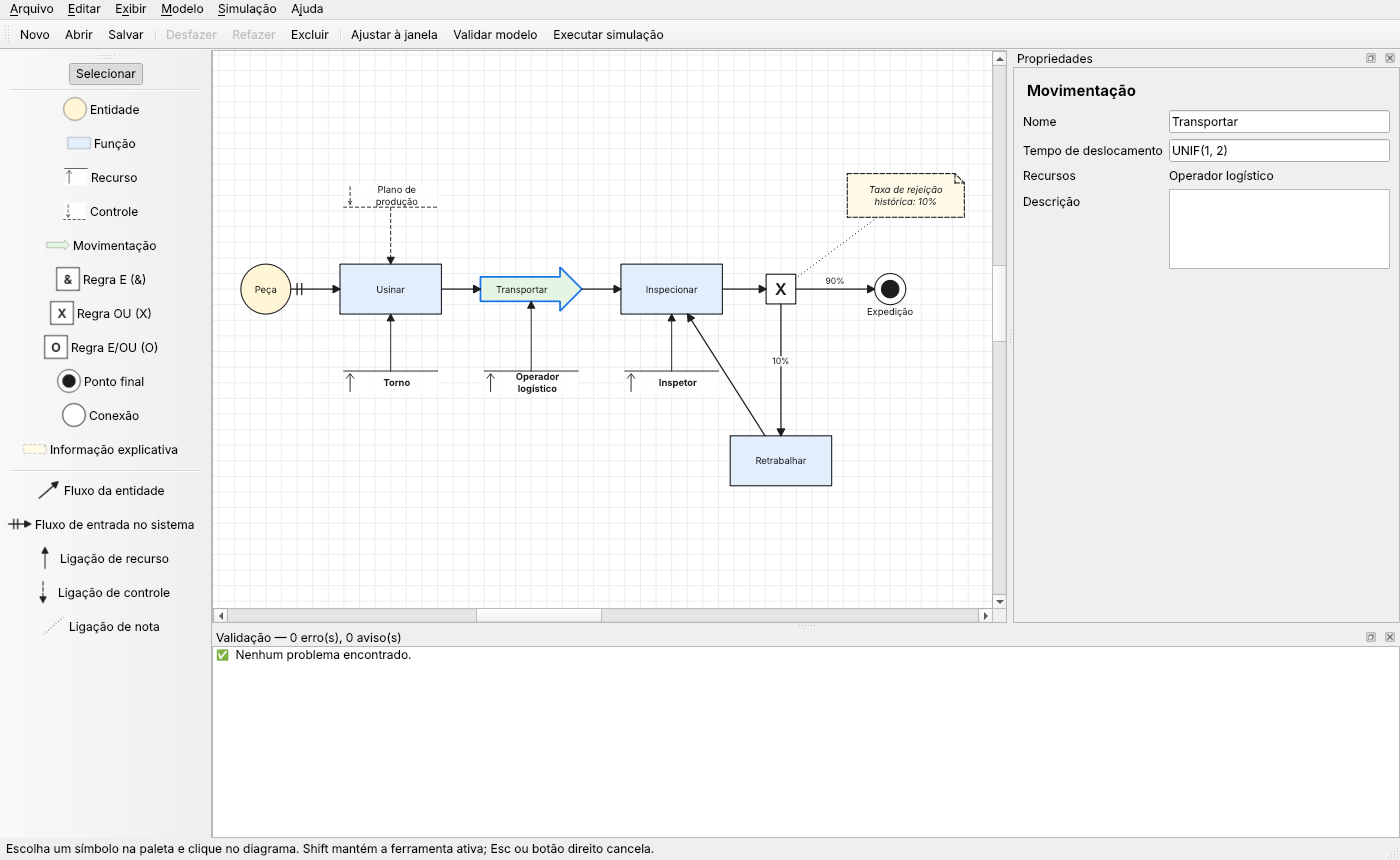 Arquivo Editar Exibir Modelo Simulação Ajuda
Novo Abrir Salvar Desfazer Refazer Excluir Ajustar à janela Validar modelo Executar simulação
Selecionar
Entidade
Função
Recurso
Controle
Movimentação
& Regra E (&)
X Regra OU (X)
O Regra E/OU (O)
Ponto final
Conexão
Informação explicativa
Fluxo da entidade
Fluxo de entrada no sistema
Ligação de recurso
Ligação de controle
Ligação de nota
Plano de
produção
Taxa de rejeição
histórica: 10%
Peça
Usinar
Transportar
Inspecionar
X
90%
Expedição
10%
Torno
Operador
logístico
Inspetor
Retrabalhar
Propriedades
Movimentação
Nome Transportar
Tempo de deslocamento UNIF(1, 2)
Recursos Operador logístico
Descrição
Validação — 0 erro(s), 0 aviso(s)
✅ Nenhum problema encontrado.
Escolha um símbolo na paleta e clique no diagrama. Shift mantém a ferramenta ativa; Esc ou botão direito cancela.